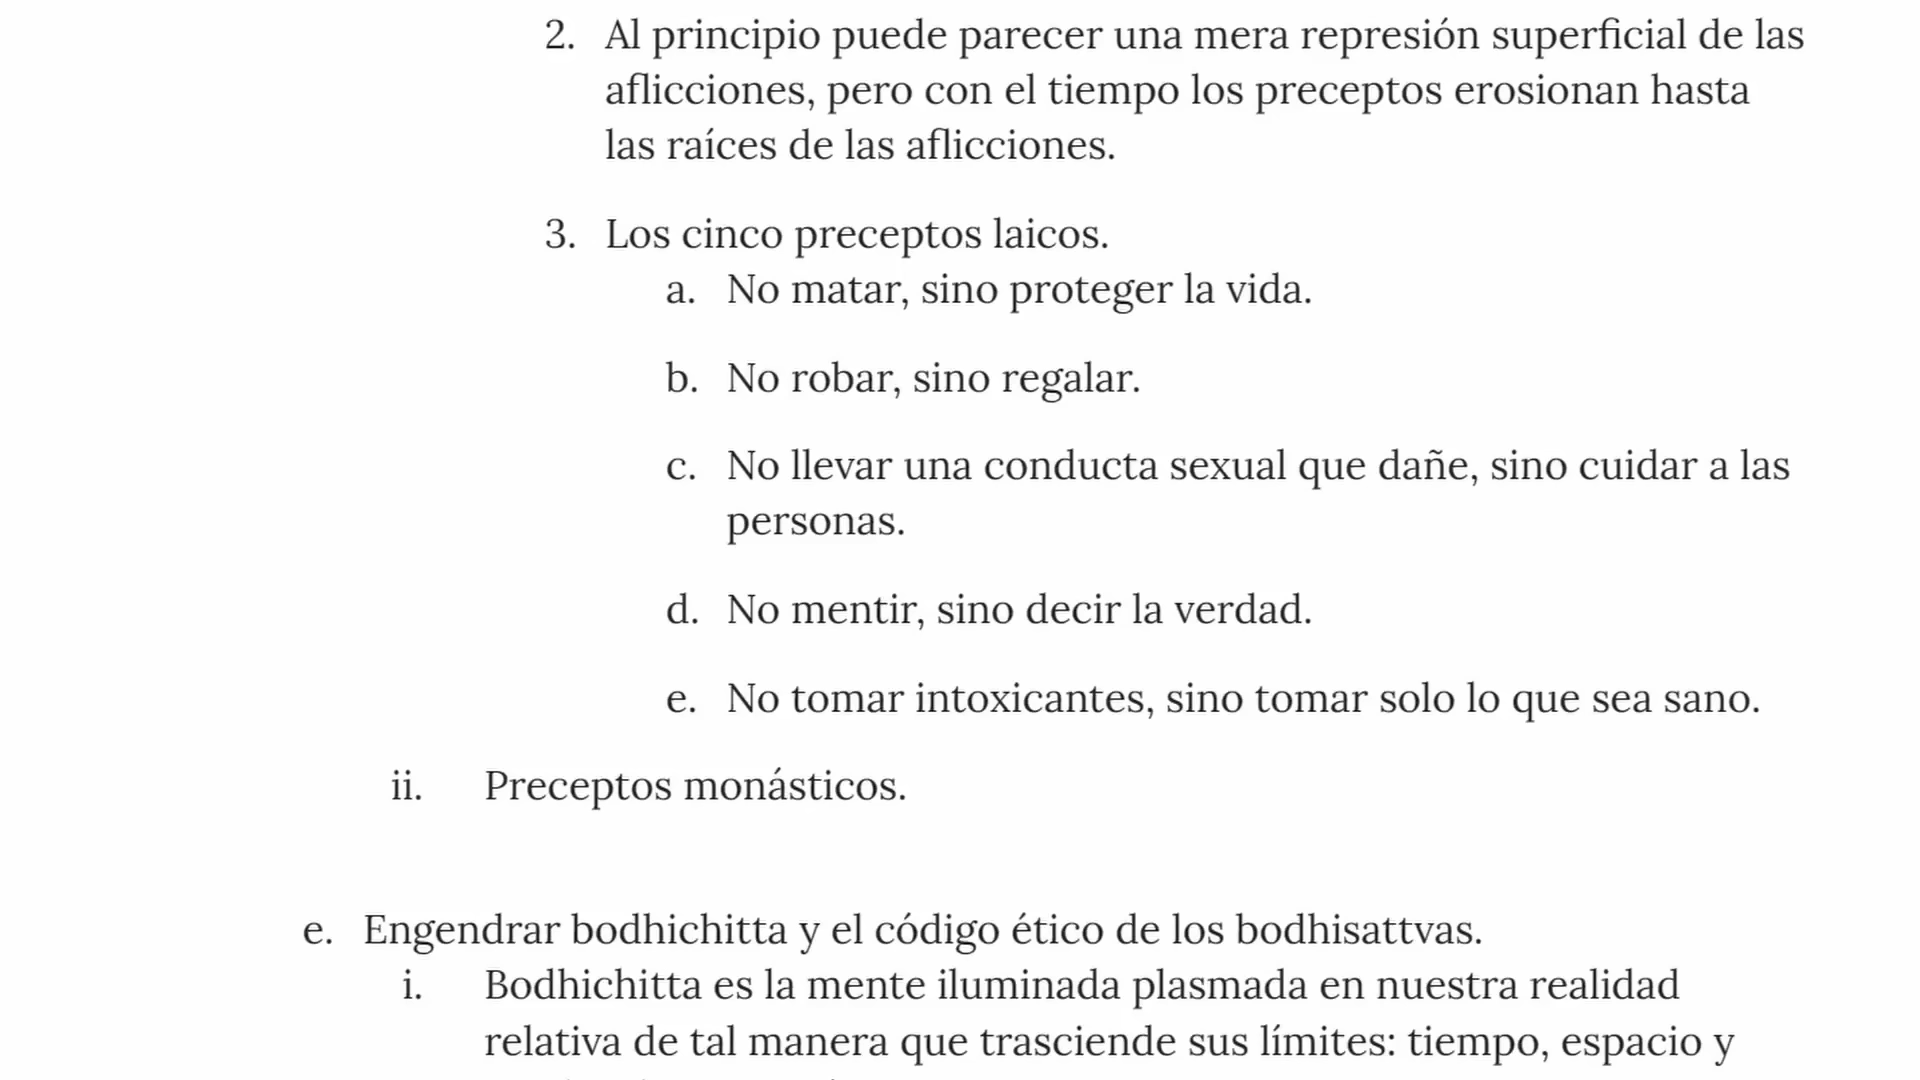 2. Al principio puede parecer una mera represión superficial de las
aflicciones, pero con el tiempo los preceptos erosionan hasta
las raíces de las aflicciones.
3. Los cinco preceptos laicos.
a. No matar, sino proteger la vida.
b. No robar, sino regalar.
c. No llevar una conducta sexual que dañe, sino cuidar a las
personas.
d. No mentir, sino decir la verdad.
e. No tomar intoxicantes, sino tomar solo lo que sea sano.
ii. Preceptos monásticos.
e. Engendrar bodhichitta y el código ético de los bodhisattvas.
i. Bodhichitta es la mente iluminada plasmada en nuestra realidad
relativa de tal manera que trasciende sus límites: tiempo, espacio y